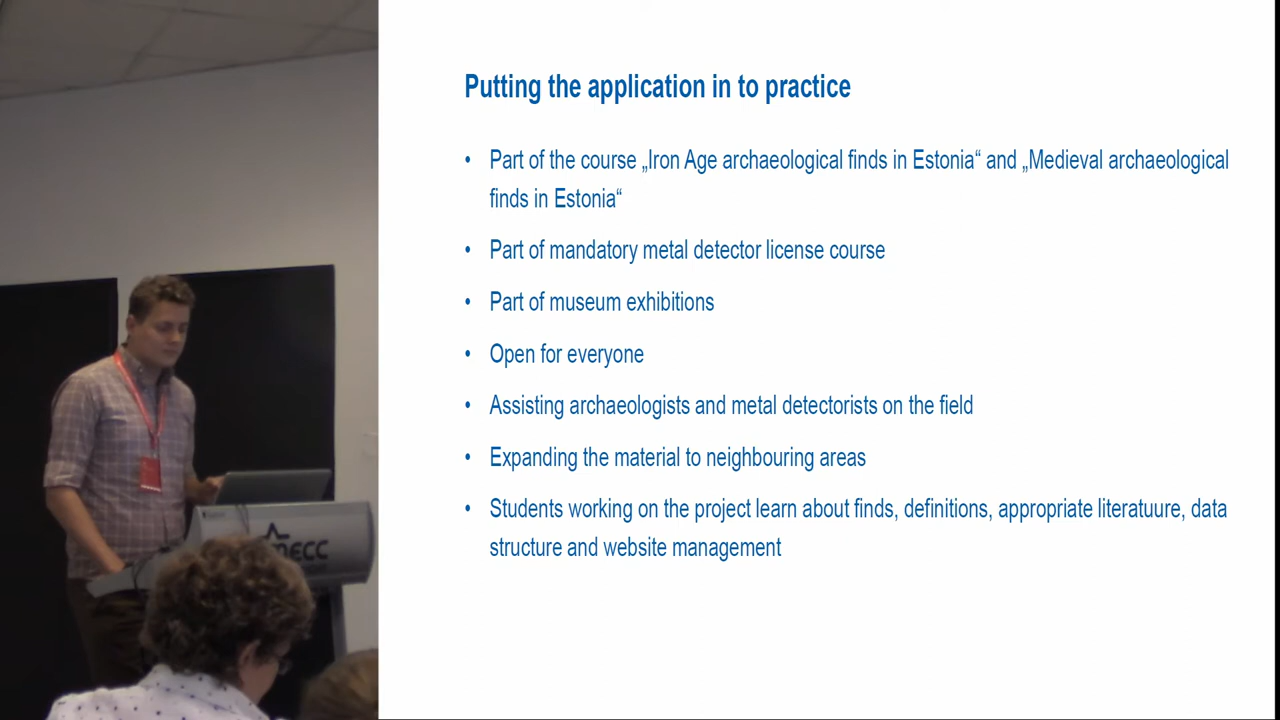 Putting the application in to practice
• Part of the course „Iron Age archaeological finds in Estonia“ and „Medieval archaeological
finds in Estonia“
• Part of mandatory metal detector license course
• Part of museum exhibitions
• Open for everyone
• Assisting archaeologists and metal detectorists on the field
• Expanding the material to neighbouring areas
• Students working on the project learn about finds, definitions, appropriate literatuure, data
structure and website management
MECC